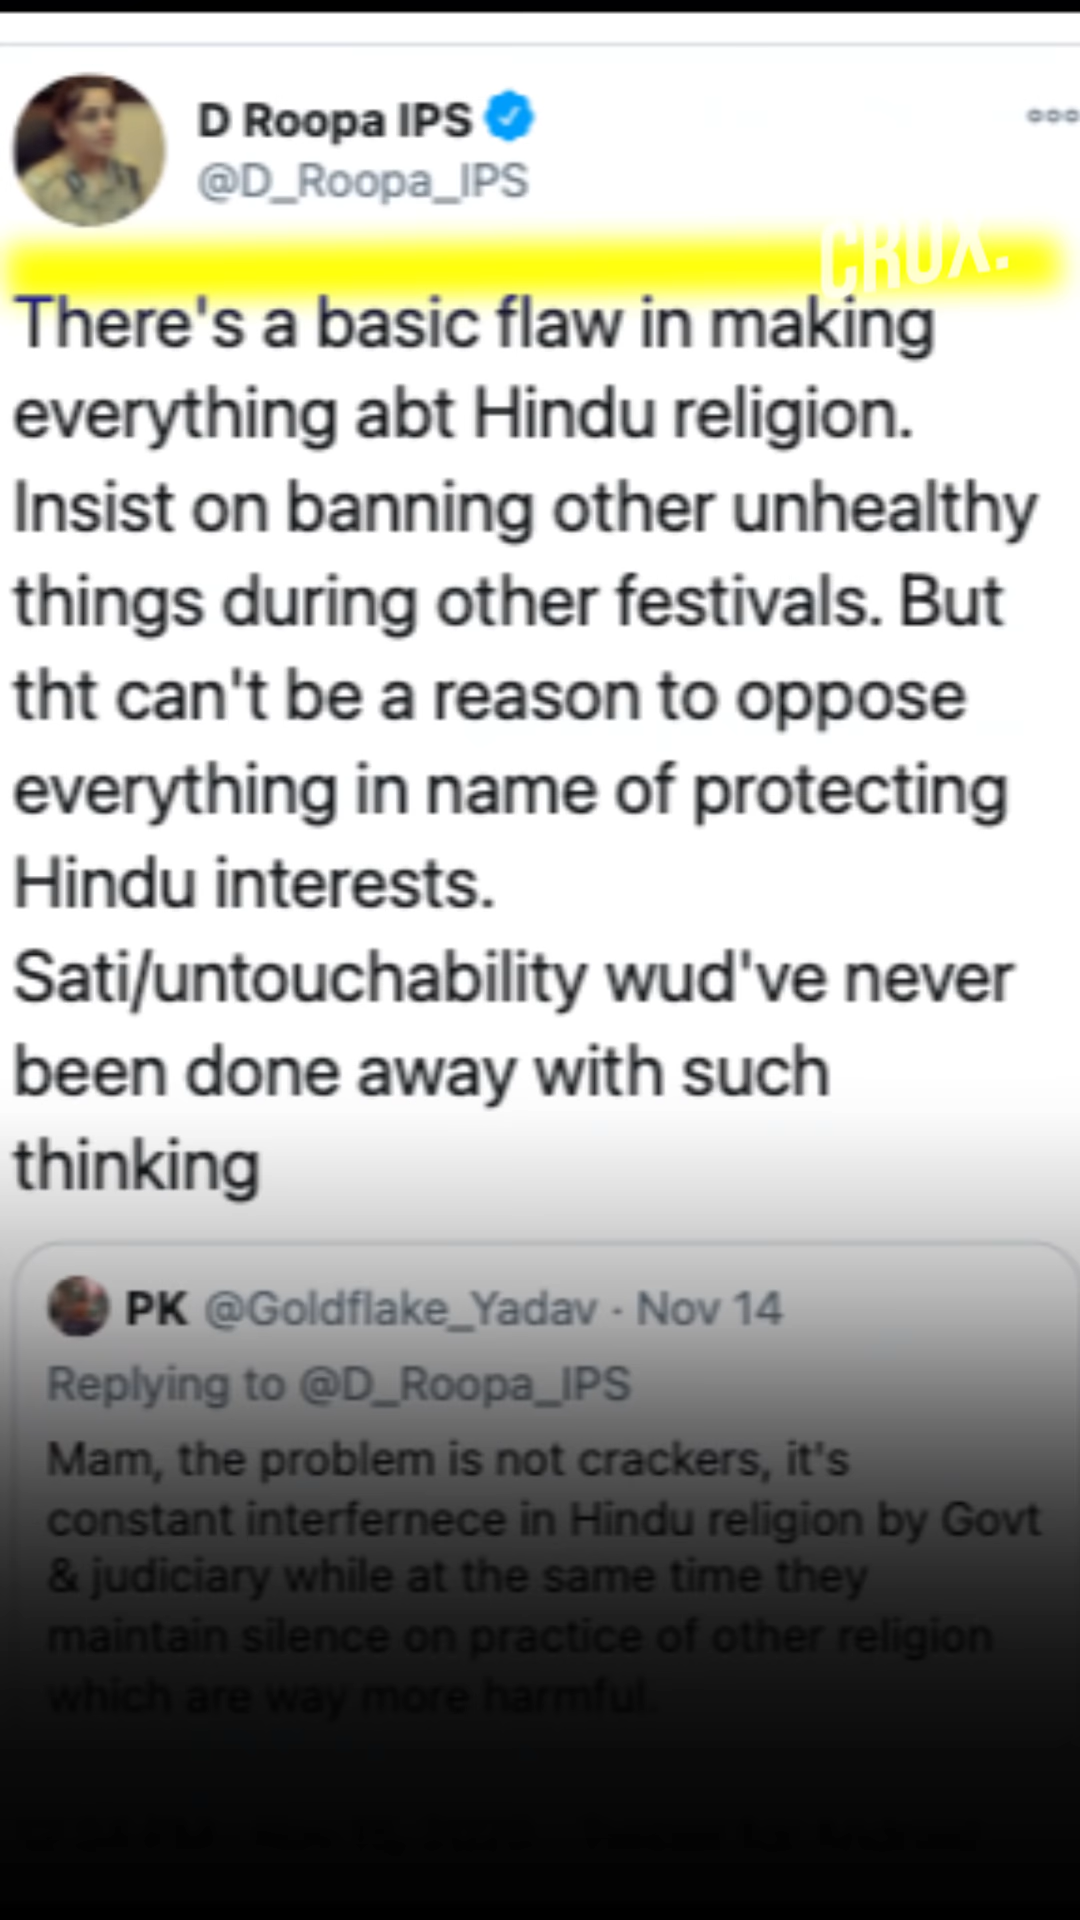 D Roopa IPS
@D_Roopa_IPS
CRUX.
There's a basic flaw in making
everything abt Hindu religion.
Insist on banning other unhealthy
things during other festivals. But
tht can't be a reason to oppose
everything in name of protecting
Hindu interests.
Sati/untouchability wud've never
been done away with such
thinking
PK @Goldflake_Yadav · Nov 14
Replying to @D_Roopa_IPS
Mam, the problem is not crackers, it's
constant interfernece in Hindu religion by Govt
& judiciary while at the same time they
maintain silence on practice of other religion
which are way more harmful.